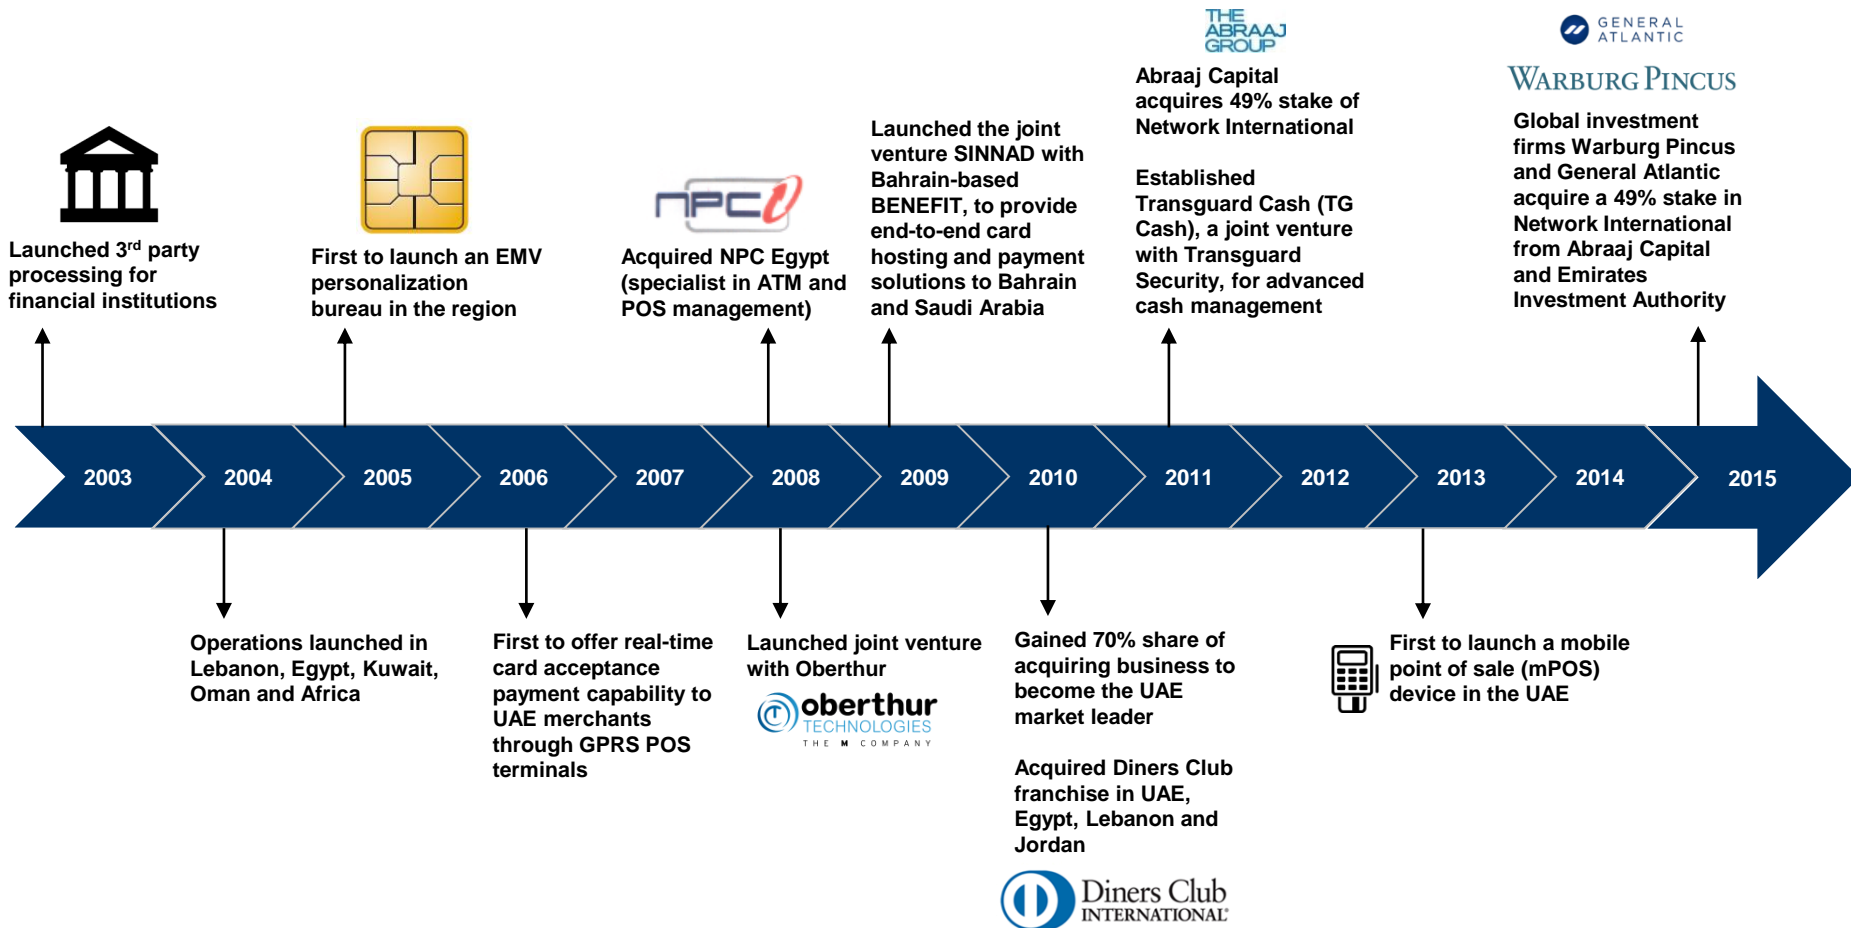 THE
ABRAAJ
GROUP
Abraaj Capital
acquires 49% stake of
Network International
Established
Transguard Cash (TG
Cash), a joint venture
with Transguard
Security, for advanced
cash management
GENERAL
ATLANTIC
WARBURG PINCUS
Global investment
firms Warburg Pincus
and General Atlantic
acquire a 49% stake in
Network International
from Abraaj Capital
and Emirates
Investment Authority
Launched 3rd party
processing for
financial institutions
First to launch an EMV
personalization
bureau in the region
npc
Acquired NPC Egypt
(specialist in ATM and
POS management)
Launched the joint
venture SINNAD with
Bahrain-based
BENEFIT, to provide
end-to-end card
hosting and payment
solutions to Bahrain
and Saudi Arabia
2003
2004
2005
2006
2007
2008
2009
2010
2011
2012
2013
2014
2015
Operations launched in
Lebanon, Egypt, Kuwait,
Oman and Africa
First to offer real-time
card acceptance
payment capability to
UAE merchants
through GPRS POS
terminals
Launched joint venture
with Oberthur
oberthur
TECHNOLOGIES
THE M COMPANY
Gained 70% share of
acquiring business to
become the UAE
market leader
Acquired Diners Club
franchise in UAE,
Egypt, Lebanon and
Jordan
Diners Club
INTERNATIONAL®
First to launch a mobile
point of sale (mPOS)
device in the UAE